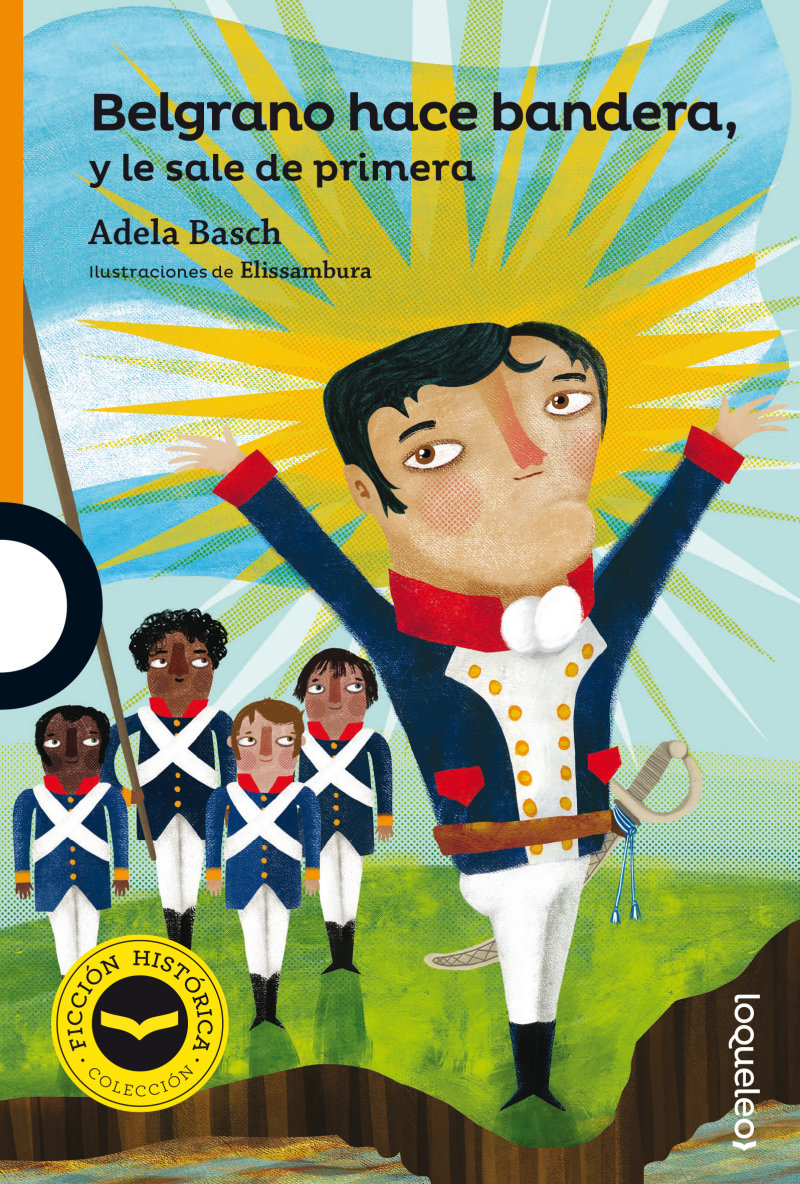 Belgrano hace bandera,
y le sale de primera
Adela Basch
Ilustraciones de Elissambura
FICCIÓN HISTÓRICA
· COLECCIÓN ·
loqueleo